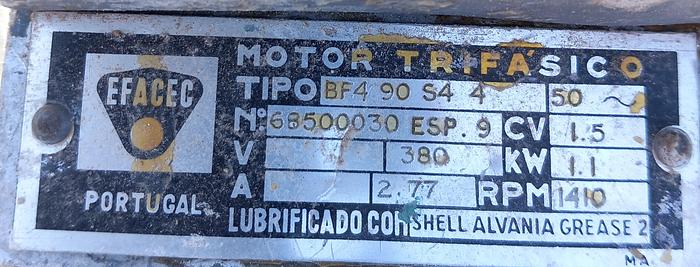 MOTOR TRIFÁSICO
EFACEC
PORTUGAL
TIPO BF4 90 S4 4 50 ~
Nº 68500030 ESP. 9 CV 1.5
V 380 KW 1.1
A 2.77 RPM 1410
LUBRIFICADO COM SHELL ALVANIA GREASE 2
M.A.